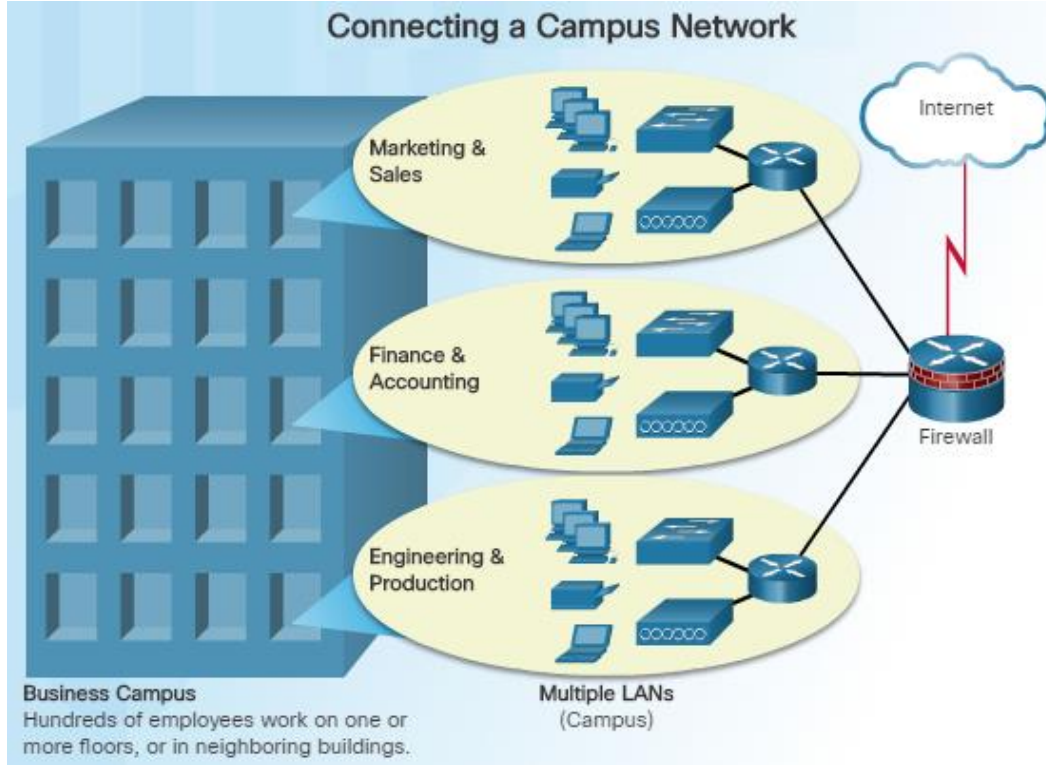 Connecting a Campus Network
Internet
Marketing &
Sales
Finance &
Accounting
Firewall
Engineering &
Production
Business Campus
Hundreds of employees work on one or
more floors, or in neighboring buildings.
Multiple LANs
(Campus)